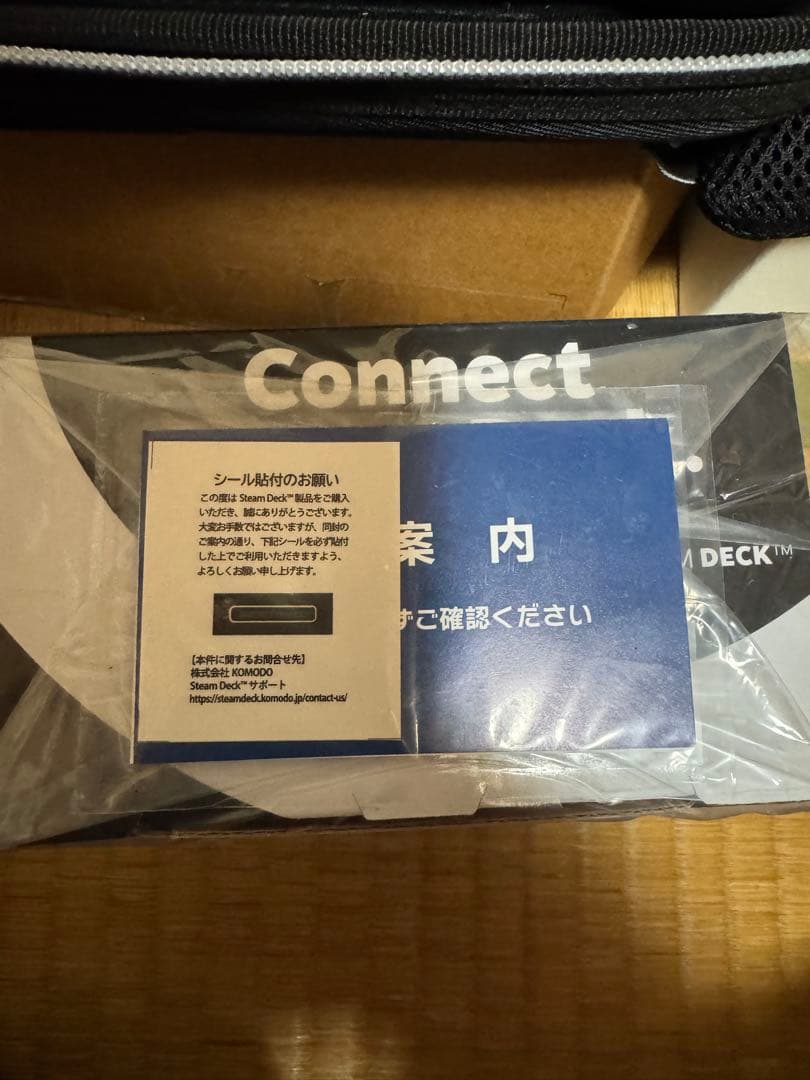 Connect
シール貼付のお願い
この度は Steam Deck™ 製品をご購入
いただき、誠にありがとうございます。
大変お手数ではございますが、同封の
ご案内の通り、下記シールを必ず貼付
した上でご利用いただきますよう、
よろしくお願い申し上げます。
【本件に関するお問合せ先】
株式会社 KOMODO
Steam Deck™ サポート
https://steamdeck.komodo.jp/contact-us/
案 内
ずご確認ください
M DECK™